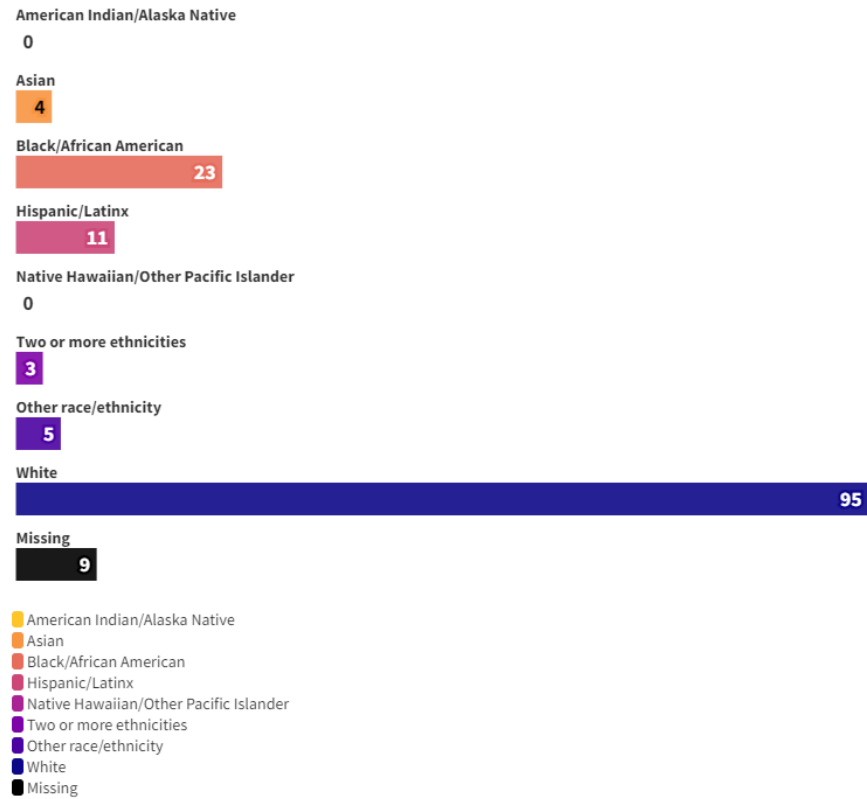 American Indian/Alaska Native
0
Asian
4
Black/African American
23
Hispanic/Latinx
11
Native Hawaiian/Other Pacific Islander
0
Two or more ethnicities
3
Other race/ethnicity
5
White
95
Missing
9
American Indian/Alaska Native
Asian
Black/African American
Hispanic/Latinx
Native Hawaiian/Other Pacific Islander
Two or more ethnicities
Other race/ethnicity
White
Missing